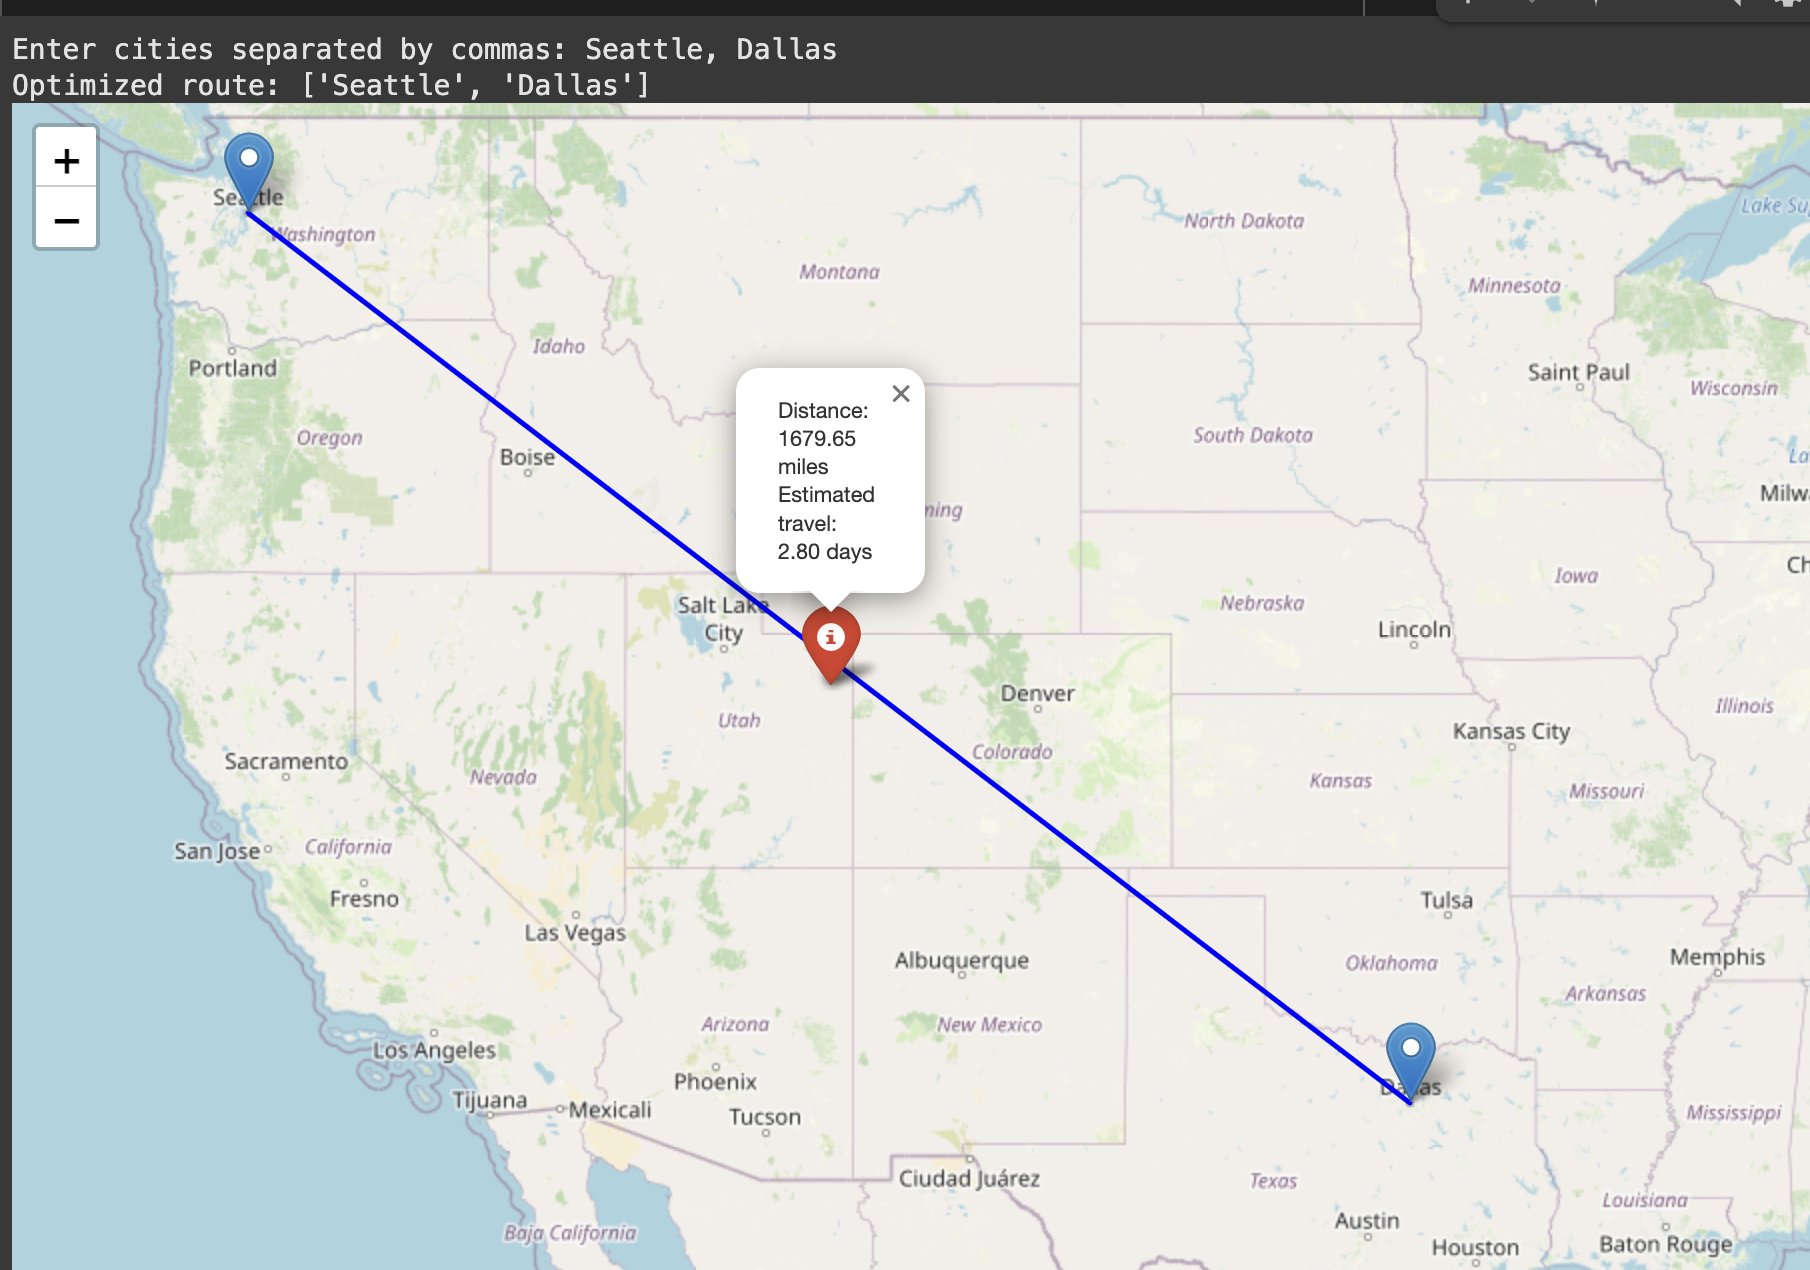 Enter cities separated by commas: Seattle, Dallas
Optimized route: ['Seattle', 'Dallas']
+
−
Seattle
Washington
Montana
North Dakota
Lake Su
Minnesota
Idaho
Portland
Saint Paul
Wisconsin
×
Distance:
1679.65
miles
Estimated
travel:
2.80 days
Oregon
Boise
South Dakota
La
ming
Milw
Ch
Iowa
Nebraska
Salt Lake
City
Lincoln
Denver
Utah
Illinois
Kansas City
Colorado
Sacramento
Nevada
Kansas
Missouri
San Jose
California
Fresno
Tulsa
Las Vegas
Albuquerque
Oklahoma
Memphis
Arkansas
Arizona
New Mexico
Los Angeles
Phoenix
Dallas
Tijuana
Mexicali
Tucson
Mississippi
Ciudad Juárez
Texas
Louisiana
Austin
Baja California
Houston
Baton Rouge